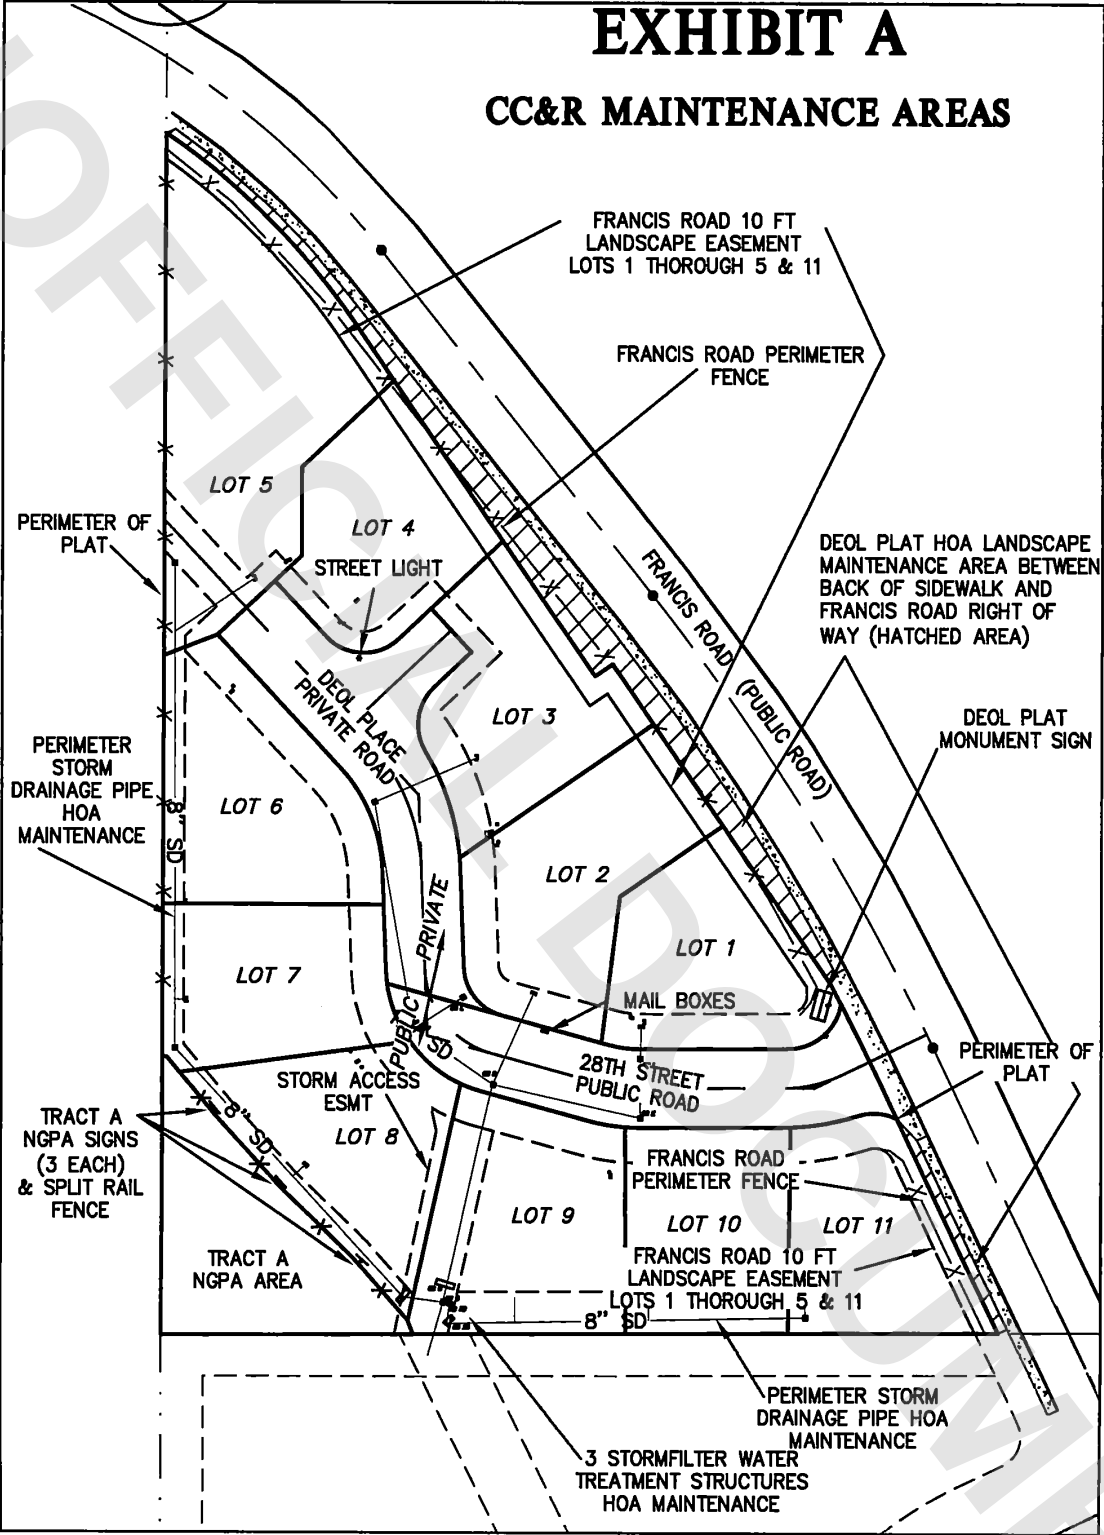 EXHIBIT A
CC&R MAINTENANCE AREAS
FRANCIS ROAD 10 FT
LANDSCAPE EASEMENT
LOTS 1 THOROUGH 5 & 11
FRANCIS ROAD PERIMETER
FENCE
LOT 5
PERIMETER OF
PLAT
LOT 4
STREET LIGHT
DEOL PLAT HOA LANDSCAPE
MAINTENANCE AREA BETWEEN
BACK OF SIDEWALK AND
FRANCIS ROAD RIGHT OF
WAY (HATCHED AREA)
FRANCIS ROAD (PUBLIC ROAD)
DEOL PLACE
PRIVATE ROAD
LOT 3
DEOL PLAT
MONUMENT SIGN
PERIMETER
STORM
DRAINAGE PIPE
HOA
MAINTENANCE
8" SD
LOT 6
LOT 2
PRIVATE
LOT 1
LOT 7
MAIL BOXES
PUBLIC
SD
28TH STREET
PUBLIC ROAD
PERIMETER OF
PLAT
STORM ACCESS
ESMT
TRACT A
NGPA SIGNS
(3 EACH)
& SPLIT RAIL
FENCE
8" SD
LOT 8
FRANCIS ROAD
PERIMETER FENCE
LOT 9
LOT 10
LOT 11
TRACT A
NGPA AREA
FRANCIS ROAD 10 FT
LANDSCAPE EASEMENT
LOTS 1 THOROUGH 5 & 11
8" SD
PERIMETER STORM
DRAINAGE PIPE HOA
MAINTENANCE
3 STORMFILTER WATER
TREATMENT STRUCTURES
HOA MAINTENANCE
OFFICIAL DOCUME